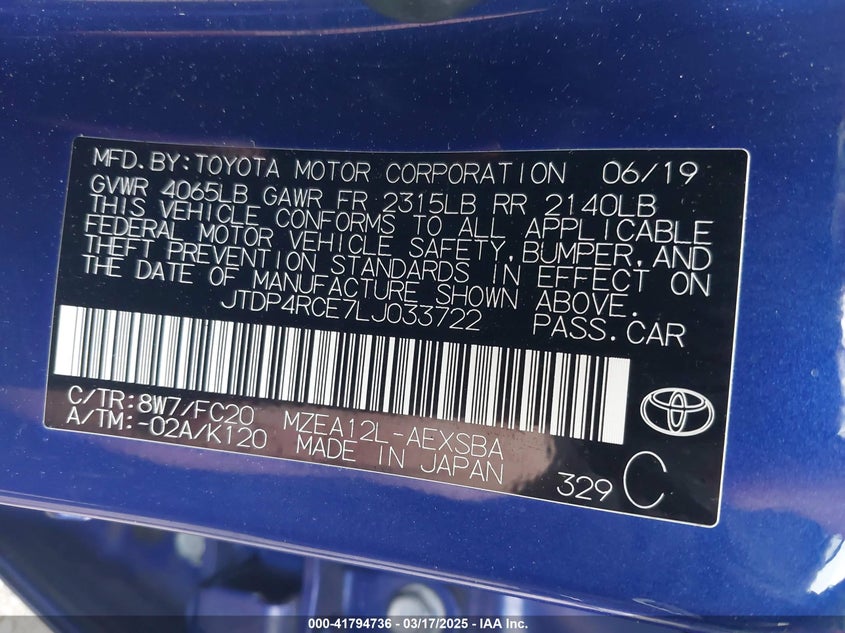 MFD.BY:TOYOTA MOTOR CORPORATION 06/19
GVWR 4065LB GAWR FR 2315LB RR 2140LB
THIS VEHICLE CONFORMS TO ALL APPLICABLE
FEDERAL MOTOR VEHICLE SAFETY,BUMPER,AND
THEFT PREVENTION STANDARDS IN EFFECT ON
THE DATE OF MANUFACTURE SHOWN ABOVE.
JTDP4RCE7LJ033722 PASS.CAR
C/TR:8W7/FC20 MZEA12L-AEXSBA
A/TM:-02A/K120 MADE IN JAPAN
329 C
000-41794736 - 03/17/2025 - IAA Inc.